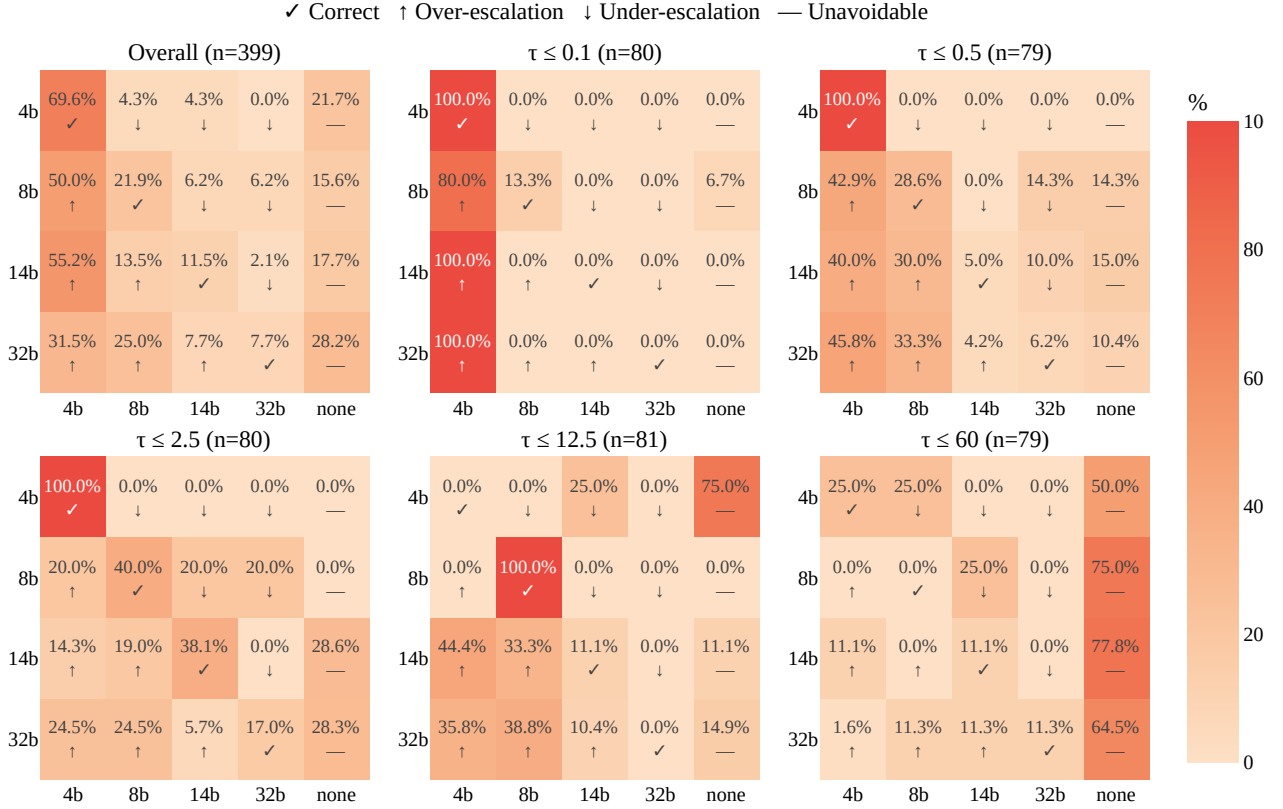 ✓ Correct ↑ Over-escalation ↓ Under-escalation — Unavoidable
Overall (n=399)
4b 69.6% 4.3% 4.3% 0.0% 21.7%
✓ ↓ ↓ ↓ —
8b 50.0% 21.9% 6.2% 6.2% 15.6%
↑ ✓ ↓ ↓ —
14b 55.2% 13.5% 11.5% 2.1% 17.7%
↑ ↑ ✓ ↓ —
32b 31.5% 25.0% 7.7% 7.7% 28.2%
↑ ↑ ↑ ✓ —
4b 8b 14b 32b none
τ ≤ 0.1 (n=80)
4b 100.0% 0.0% 0.0% 0.0% 0.0%
✓ ↓ ↓ ↓ —
8b 80.0% 13.3% 0.0% 0.0% 6.7%
↑ ✓ ↓ ↓ —
14b 100.0% 0.0% 0.0% 0.0% 0.0%
↑ ↑ ✓ ↓ —
32b 100.0% 0.0% 0.0% 0.0% 0.0%
↑ ↑ ↑ ✓ —
4b 8b 14b 32b none
τ ≤ 0.5 (n=79)
4b 100.0% 0.0% 0.0% 0.0% 0.0%
✓ ↓ ↓ ↓ —
8b 42.9% 28.6% 0.0% 14.3% 14.3%
↑ ✓ ↓ ↓ —
14b 40.0% 30.0% 5.0% 10.0% 15.0%
↑ ↑ ✓ ↓ —
32b 45.8% 33.3% 4.2% 6.2% 10.4%
↑ ↑ ↑ ✓ —
4b 8b 14b 32b none
τ ≤ 2.5 (n=80)
4b 100.0% 0.0% 0.0% 0.0% 0.0%
✓ ↓ ↓ ↓ —
8b 20.0% 40.0% 20.0% 20.0% 0.0%
↑ ✓ ↓ ↓ —
14b 14.3% 19.0% 38.1% 0.0% 28.6%
↑ ↑ ✓ ↓ —
32b 24.5% 24.5% 5.7% 17.0% 28.3%
↑ ↑ ↑ ✓ —
4b 8b 14b 32b none
τ ≤ 12.5 (n=81)
4b 0.0% 0.0% 25.0% 0.0% 75.0%
✓ ↓ ↓ ↓ —
8b 0.0% 100.0% 0.0% 0.0% 0.0%
↑ ✓ ↓ ↓ —
14b 44.4% 33.3% 11.1% 0.0% 11.1%
↑ ↑ ✓ ↓ —
32b 35.8% 38.8% 10.4% 0.0% 14.9%
↑ ↑ ↑ ✓ —
4b 8b 14b 32b none
τ ≤ 60 (n=79)
4b 25.0% 25.0% 0.0% 0.0% 50.0%
✓ ↓ ↓ ↓ —
8b 0.0% 0.0% 25.0% 0.0% 75.0%
↑ ✓ ↓ ↓ —
14b 11.1% 0.0% 11.1% 0.0% 77.8%
↑ ↑ ✓ ↓ —
32b 1.6% 11.3% 11.3% 11.3% 64.5%
↑ ↑ ↑ ✓ —
4b 8b 14b 32b none
%
10
80
60
40
20
0